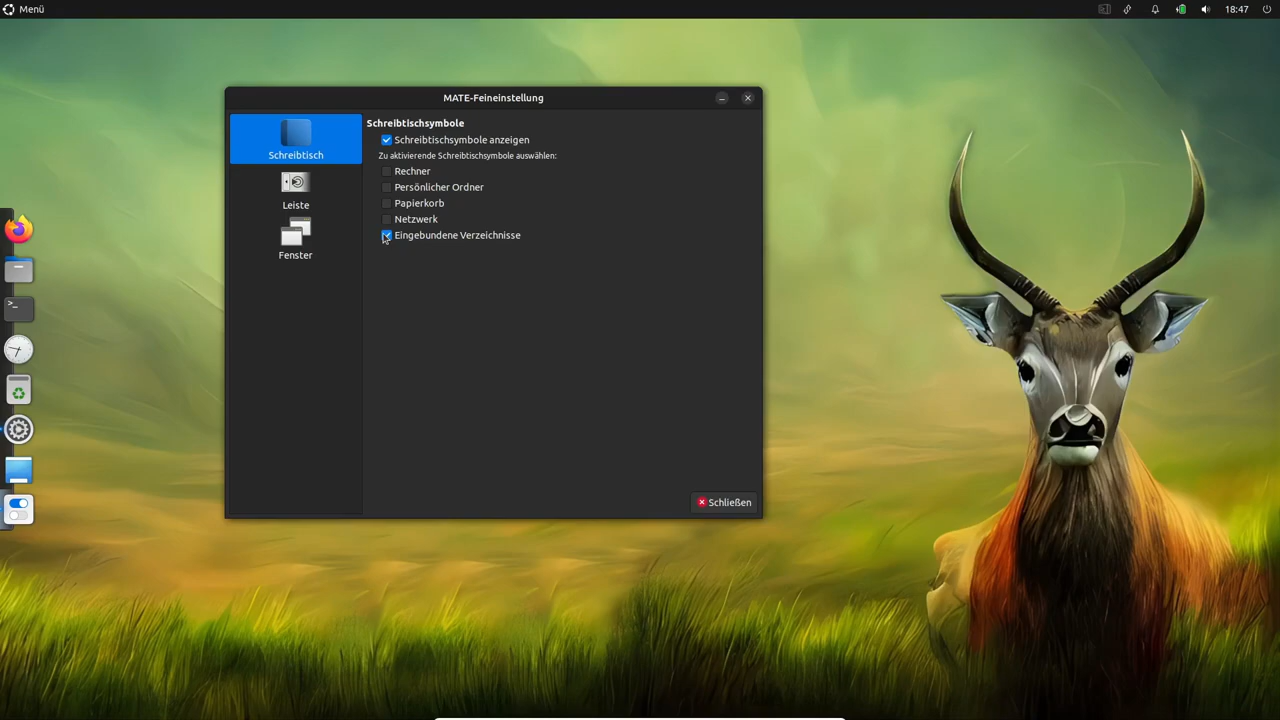 Menü
18:47
MATE-Feineinstellung
Schreibtisch
Leiste
Fenster
Schreibtischsymbole
Schreibtischsymbole anzeigen
Zu aktivierende Schreibtischsymbole auswählen:
Rechner
Persönlicher Ordner
Papierkorb
Netzwerk
Eingebundene Verzeichnisse
Schließen